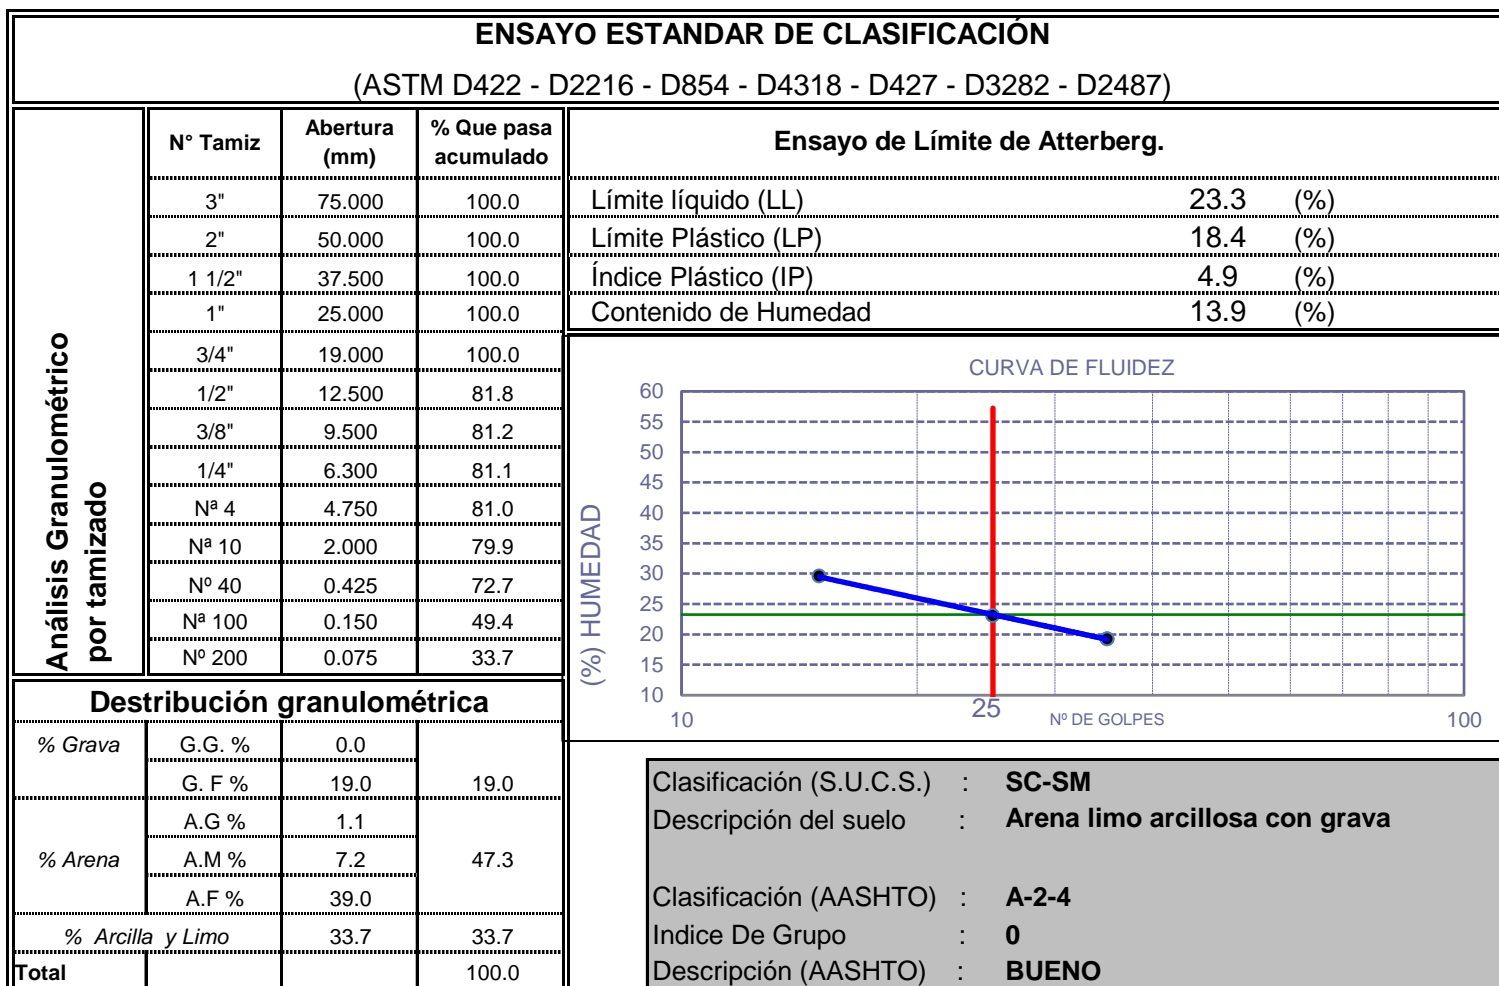 ENSAYO ESTANDAR DE CLASIFICACIÓN
(ASTM D422 - D2216 - D854 - D4318 - D427 - D3282 - D2487)
Análisis Granulométrico
por tamizado
N° Tamiz Abertura (mm) % Que pasa acumulado
3" 75.000 100.0
2" 50.000 100.0
1 1/2" 37.500 100.0
1" 25.000 100.0
3/4" 19.000 100.0
1/2" 12.500 81.8
3/8" 9.500 81.2
1/4" 6.300 81.1
Nª 4 4.750 81.0
Nª 10 2.000 79.9
Nº 40 0.425 72.7
Nª 100 0.150 49.4
Nº 200 0.075 33.7
Ensayo de Límite de Atterberg.
Límite líquido (LL) 23.3 (%)
Límite Plástico (LP) 18.4 (%)
Índice Plástico (IP) 4.9 (%)
Contenido de Humedad 13.9 (%)
CURVA DE FLUIDEZ
(%) HUMEDAD
60
55
50
45
40
35
30
25
20
15
10
10 25 Nº DE GOLPES 100
Destribución granulométrica
% Grava G.G. % 0.0
G. F % 19.0 19.0
A.G % 1.1
% Arena A.M % 7.2 47.3
A.F % 39.0
% Arcilla y Limo 33.7 33.7
Total 100.0
Clasificación (S.U.C.S.) : SC-SM
Descripción del suelo : Arena limo arcillosa con grava
Clasificación (AASHTO) : A-2-4
Indice De Grupo : 0
Descripción (AASHTO) : BUENO